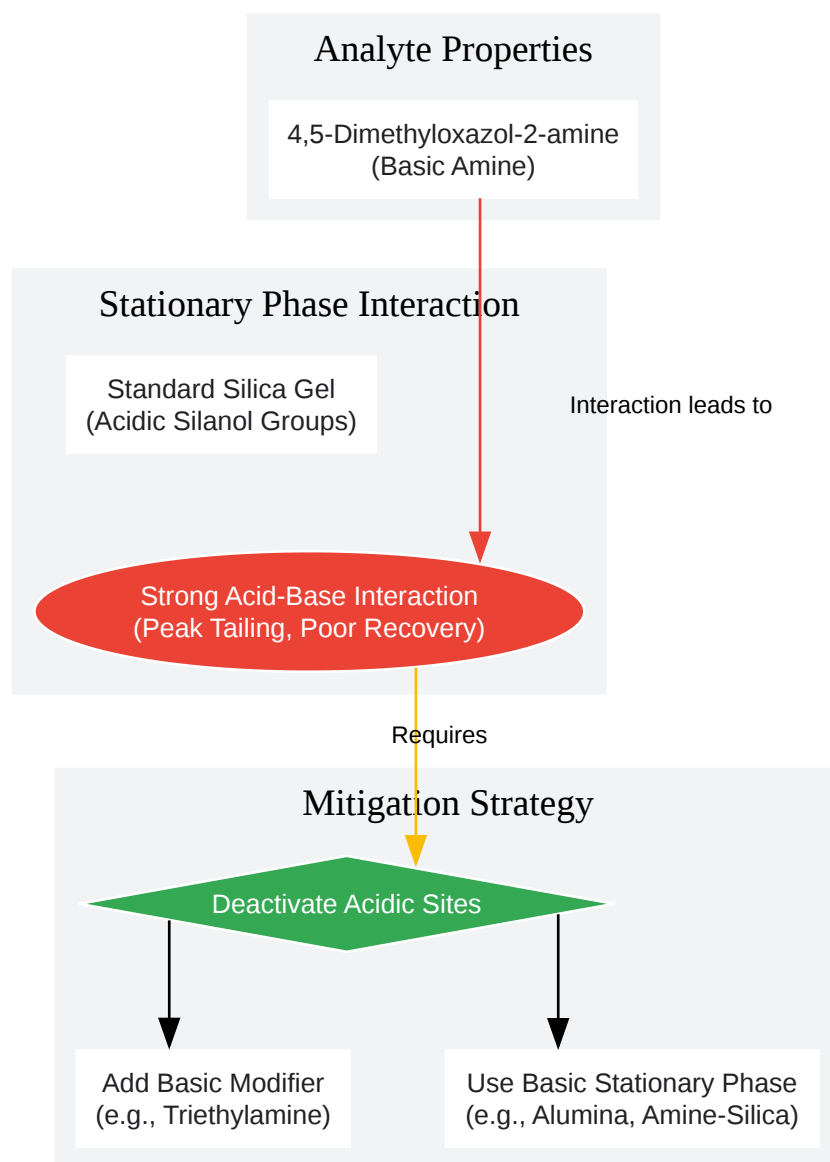 Analyte Properties
4,5-Dimethyloxazol-2-amine
(Basic Amine)
Stationary Phase Interaction
Standard Silica Gel
(Acidic Silanol Groups)
Interaction leads to
Strong Acid-Base Interaction
(Peak Tailing, Poor Recovery)
Requires
Mitigation Strategy
Deactivate Acidic Sites
Add Basic Modifier
(e.g., Triethylamine)
Use Basic Stationary Phase
(e.g., Alumina, Amine-Silica)